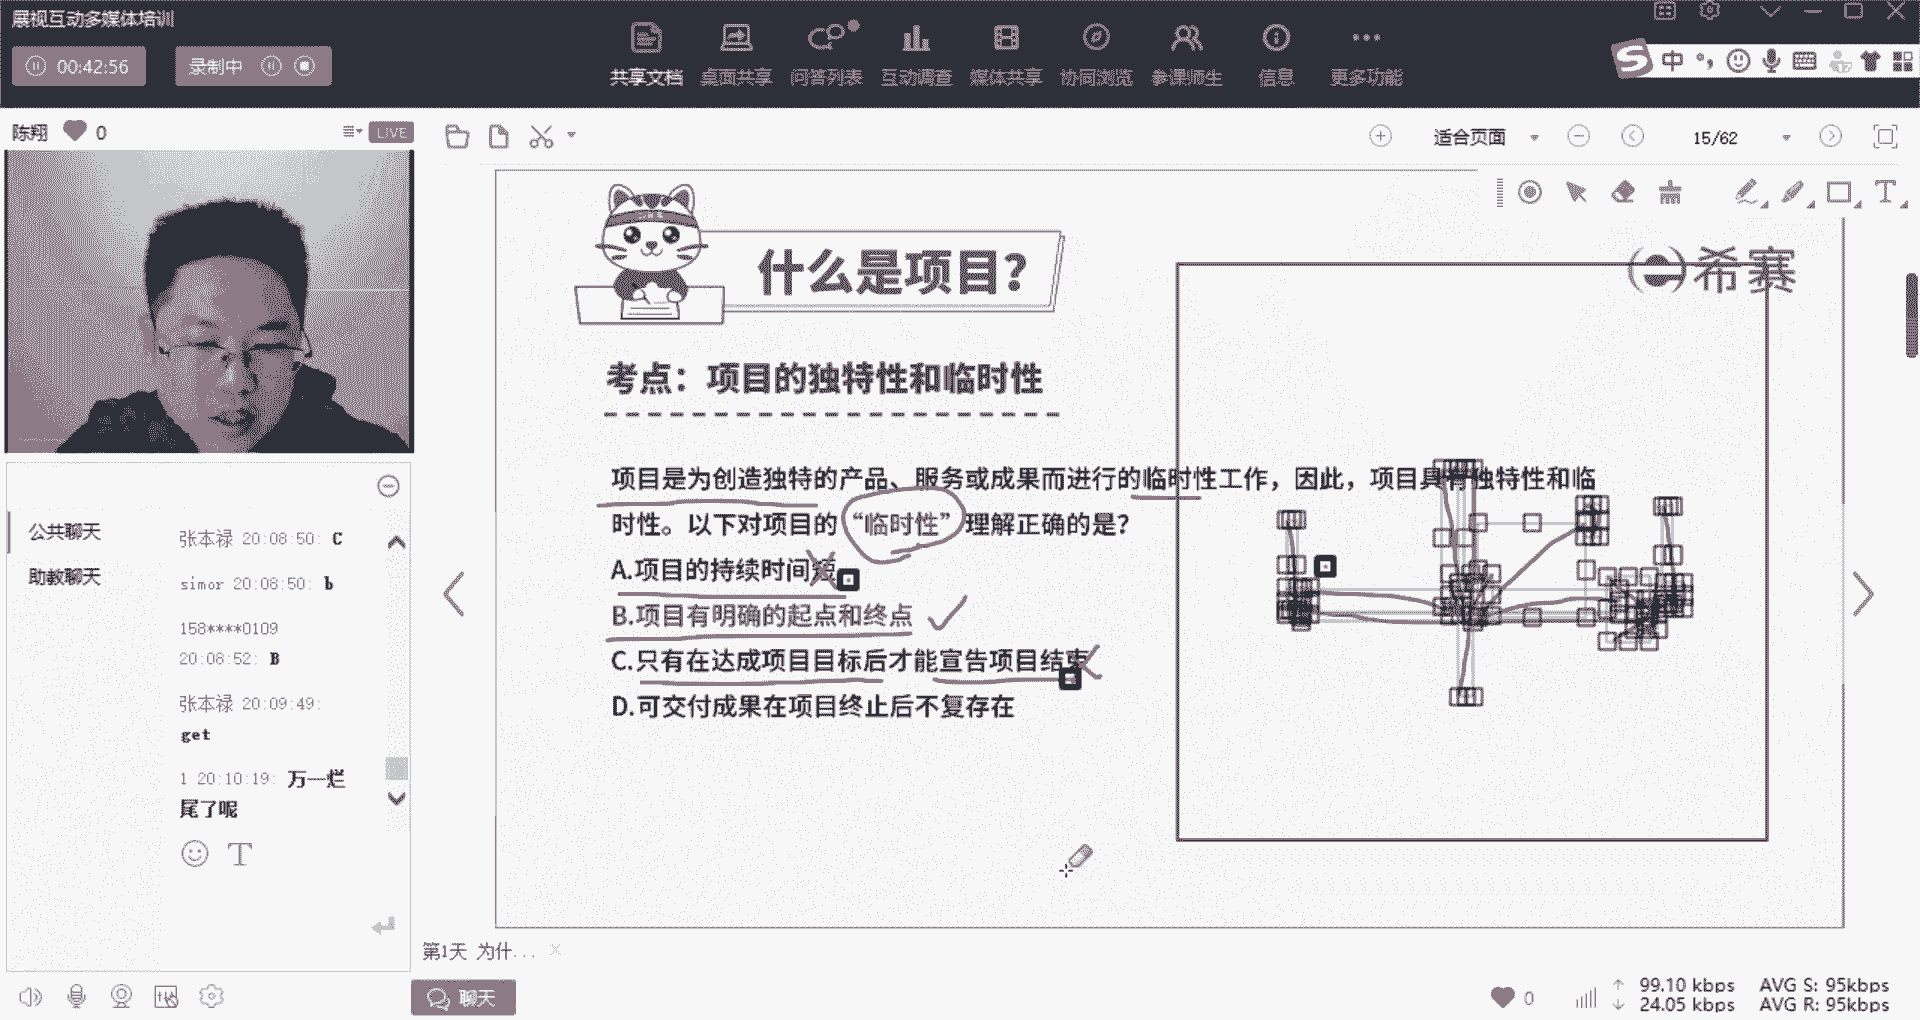 展视互动多媒体培训
00:42:56
录制中
共享文档
桌面共享
问答列表
互动调查
媒体共享
协同浏览
参课师生
信息
更多功能
中
陈翔
0
LIVE
适合页面
15/62
T
公共聊天
助教聊天
张本禄 20:08:50: C
simor 20:08:50: b
158****0109
20:08:52: B
张本禄 20:09:49:
get
1 20:10:19: 万一烂
尾了呢
T
什么是项目？
希赛
考点：项目的独特性和临时性
项目是为创造独特的产品、服务或成果而进行的临时性工作，因此，项目具有独特性和临
时性。以下对项目的“临时性”理解正确的是？
A.项目的持续时间短
B.项目有明确的起点和终点
C.只有在达成项目目标后才能宣告项目结束
D.可交付成果在项目终止后不复存在
第1天 为什...
聊天
0
99.10 kbps
AVG S: 95kbps
24.05 kbps
AVG R: 95kbps